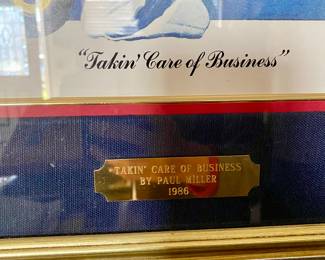 "Takin' Care of Business"
"TAKIN' CARE OF BUSINESS
BY PAUL MILLER
1986